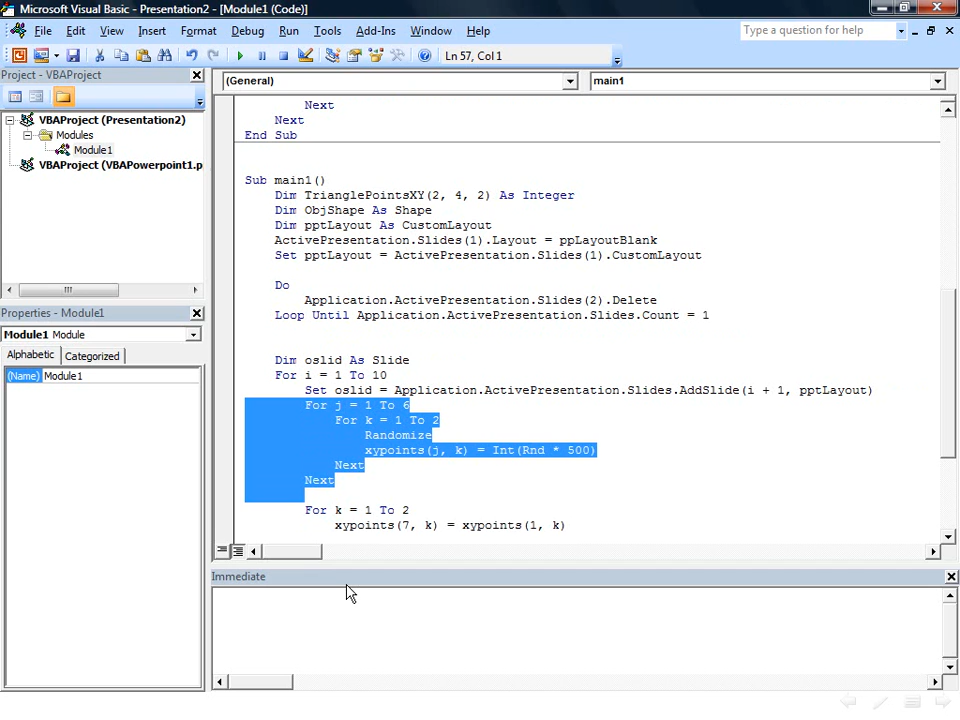 Microsoft Visual Basic - Presentation2 - [Module1 (Code)]
File Edit View Insert Format Debug Run Tools Add-Ins Window Help
Type a question for help
Ln 57, Col 1
Project - VBAProject
VBAProject (Presentation2)
Modules
Module1
VBAProject (VBAPowerpoint1.p
Properties - Module1
Module1 Module
Alphabetic Categorized
(Name) Module1
(General) main1
Next
Next
End Sub
Sub main1()
Dim TrianglePointsXY(2, 4, 2) As Integer
Dim ObjShape As Shape
Dim pptLayout As CustomLayout
ActivePresentation.Slides(1).Layout = ppLayoutBlank
Set pptLayout = ActivePresentation.Slides(1).CustomLayout
Do
Application.ActivePresentation.Slides(2).Delete
Loop Until Application.ActivePresentation.Slides.Count = 1
Dim oslid As Slide
For i = 1 To 10
Set oslid = Application.ActivePresentation.Slides.AddSlide(i + 1, pptLayout)
For j = 1 To 6
For k = 1 To 2
Randomize
xypoints(j, k) = Int(Rnd * 500)
Next
Next
For k = 1 To 2
xypoints(7, k) = xypoints(1, k)
Immediate